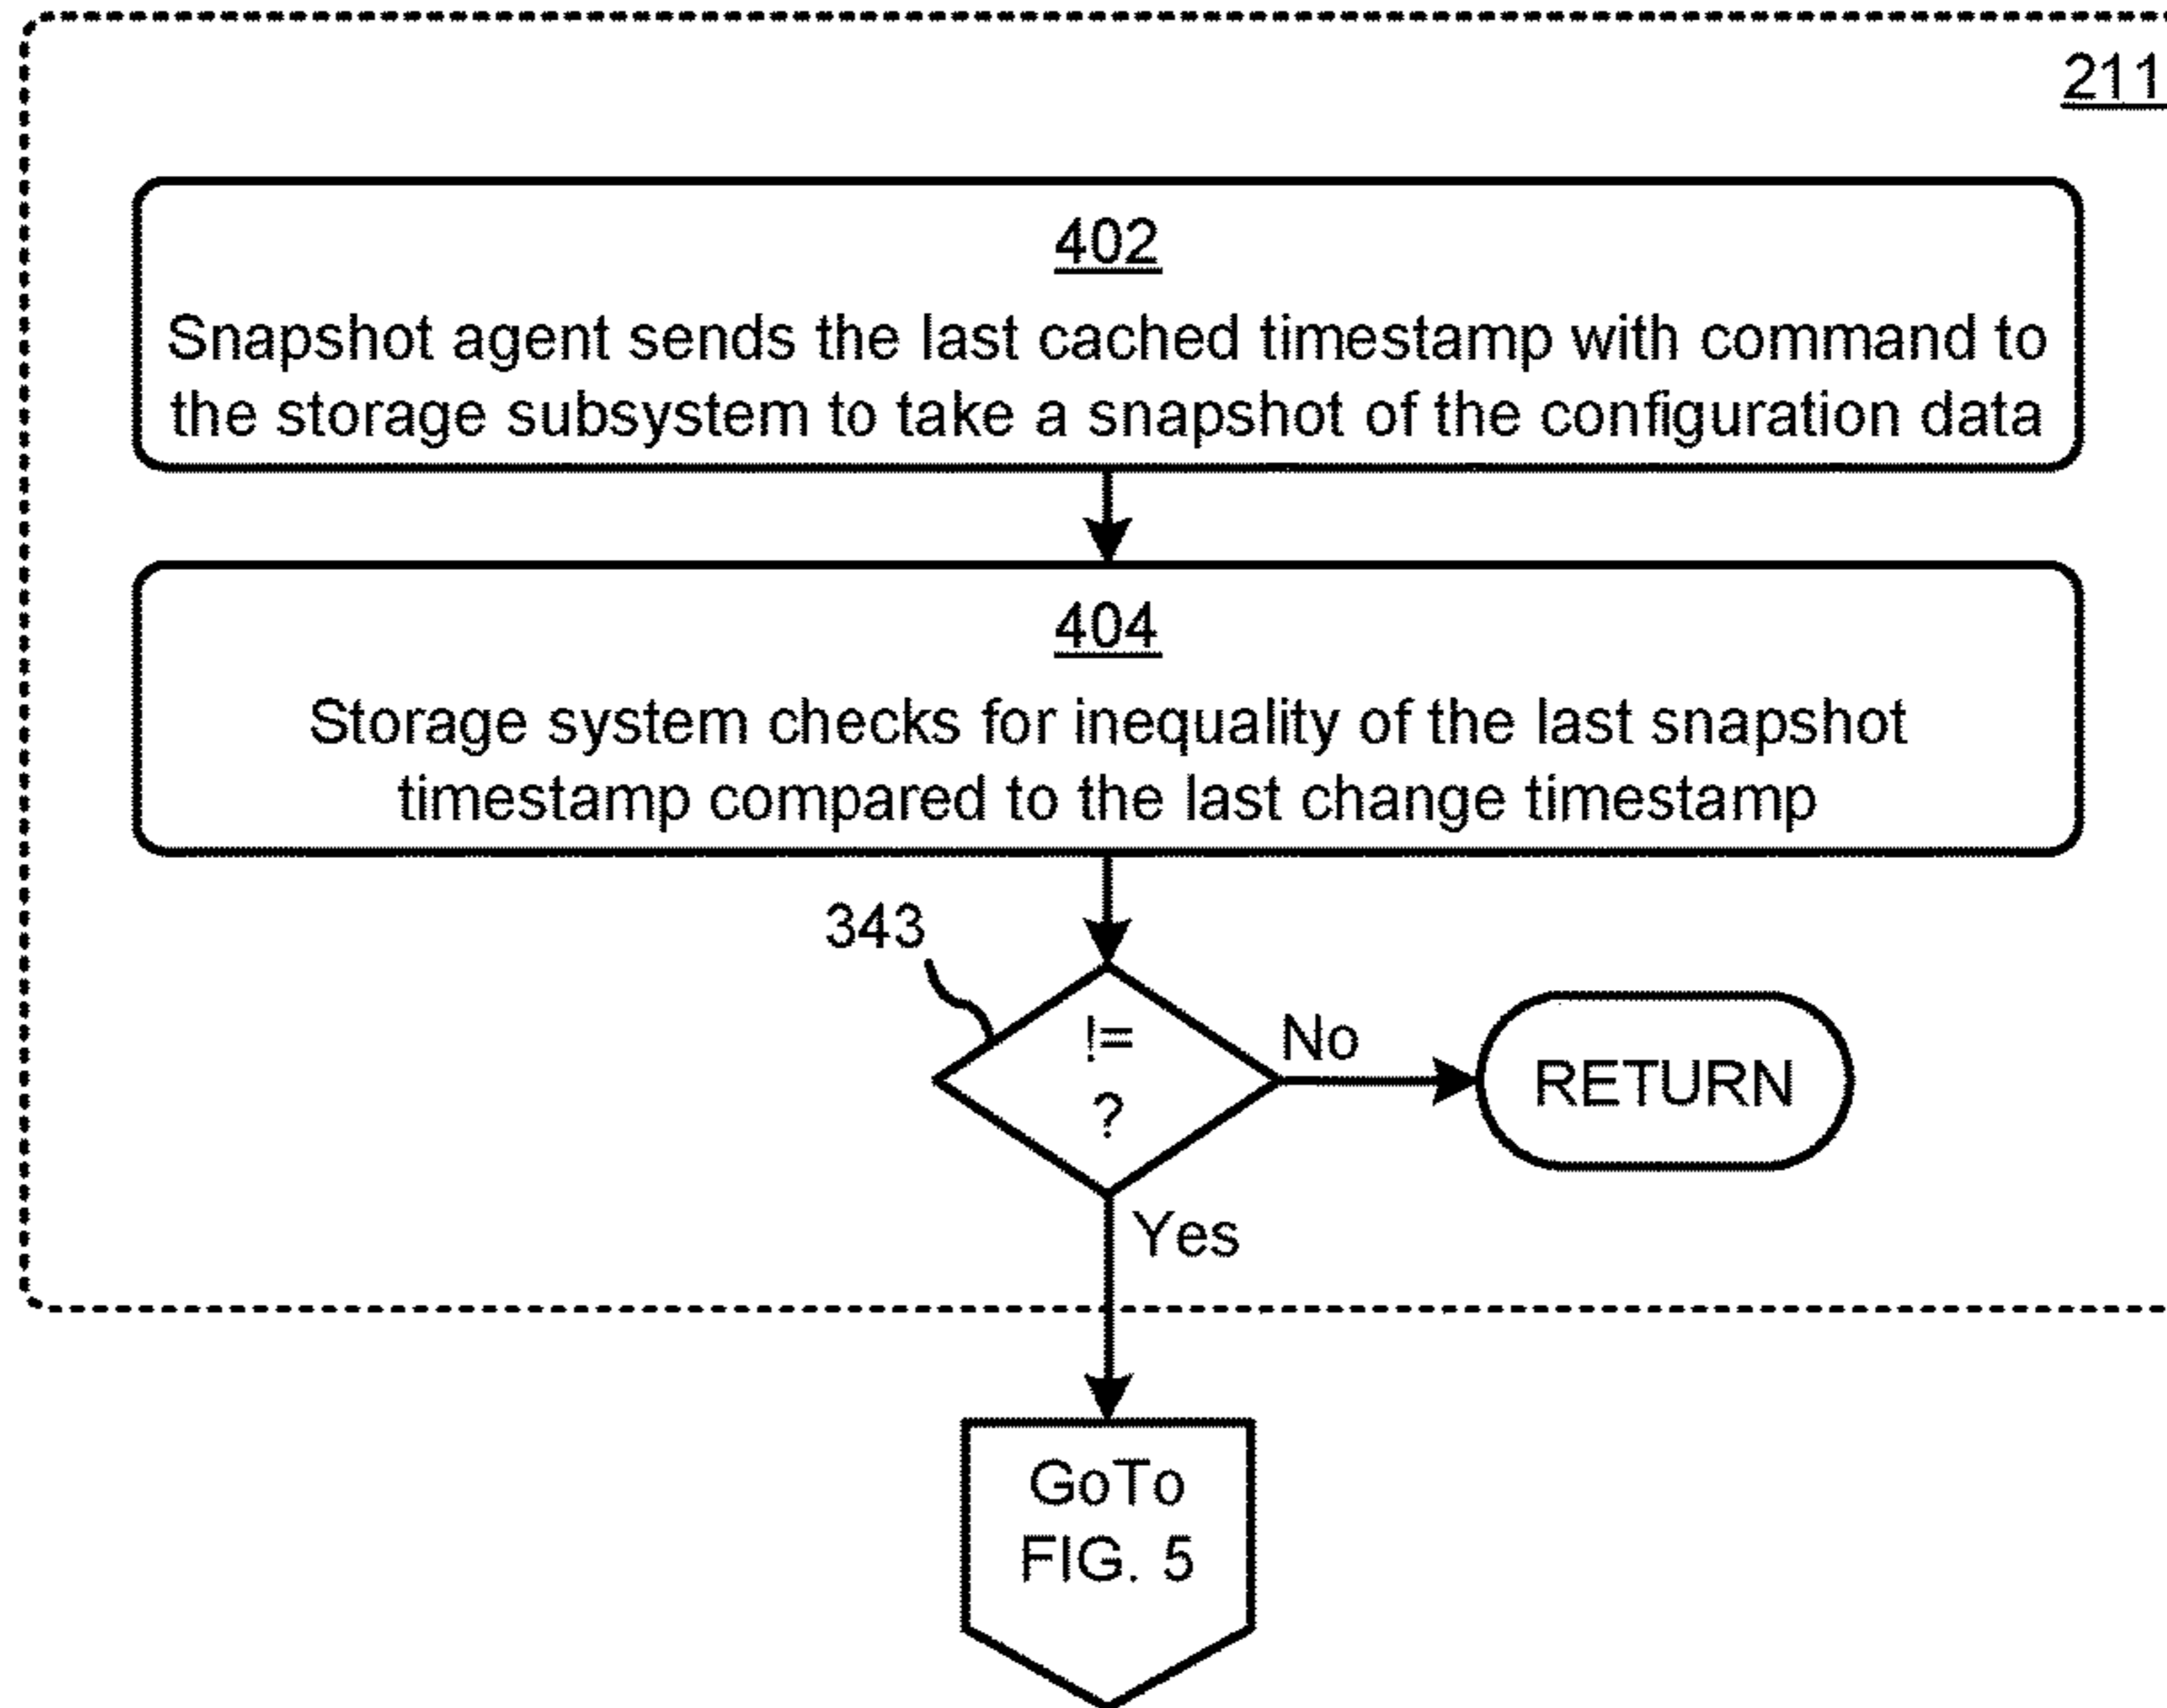 211
402
Snapshot agent sends the last cached timestamp with command to
the storage subsystem to take a snapshot of the configuration data
404
Storage system checks for inequality of the last snapshot
timestamp compared to the last change timestamp
343
!=
?
No
RETURN
Yes
GoTo
FIG. 5